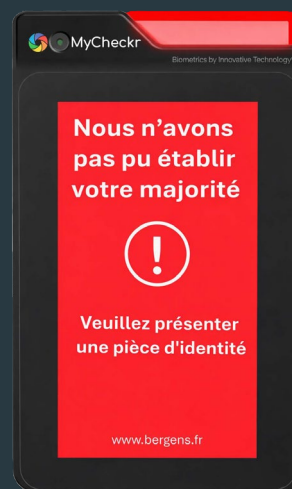 MyCheckr
Biometrics by Innovative Technology
Nous n’avons
pas pu établir
votre majorité
!
Veuillez présenter
une pièce d'identité
www.bergens.fr